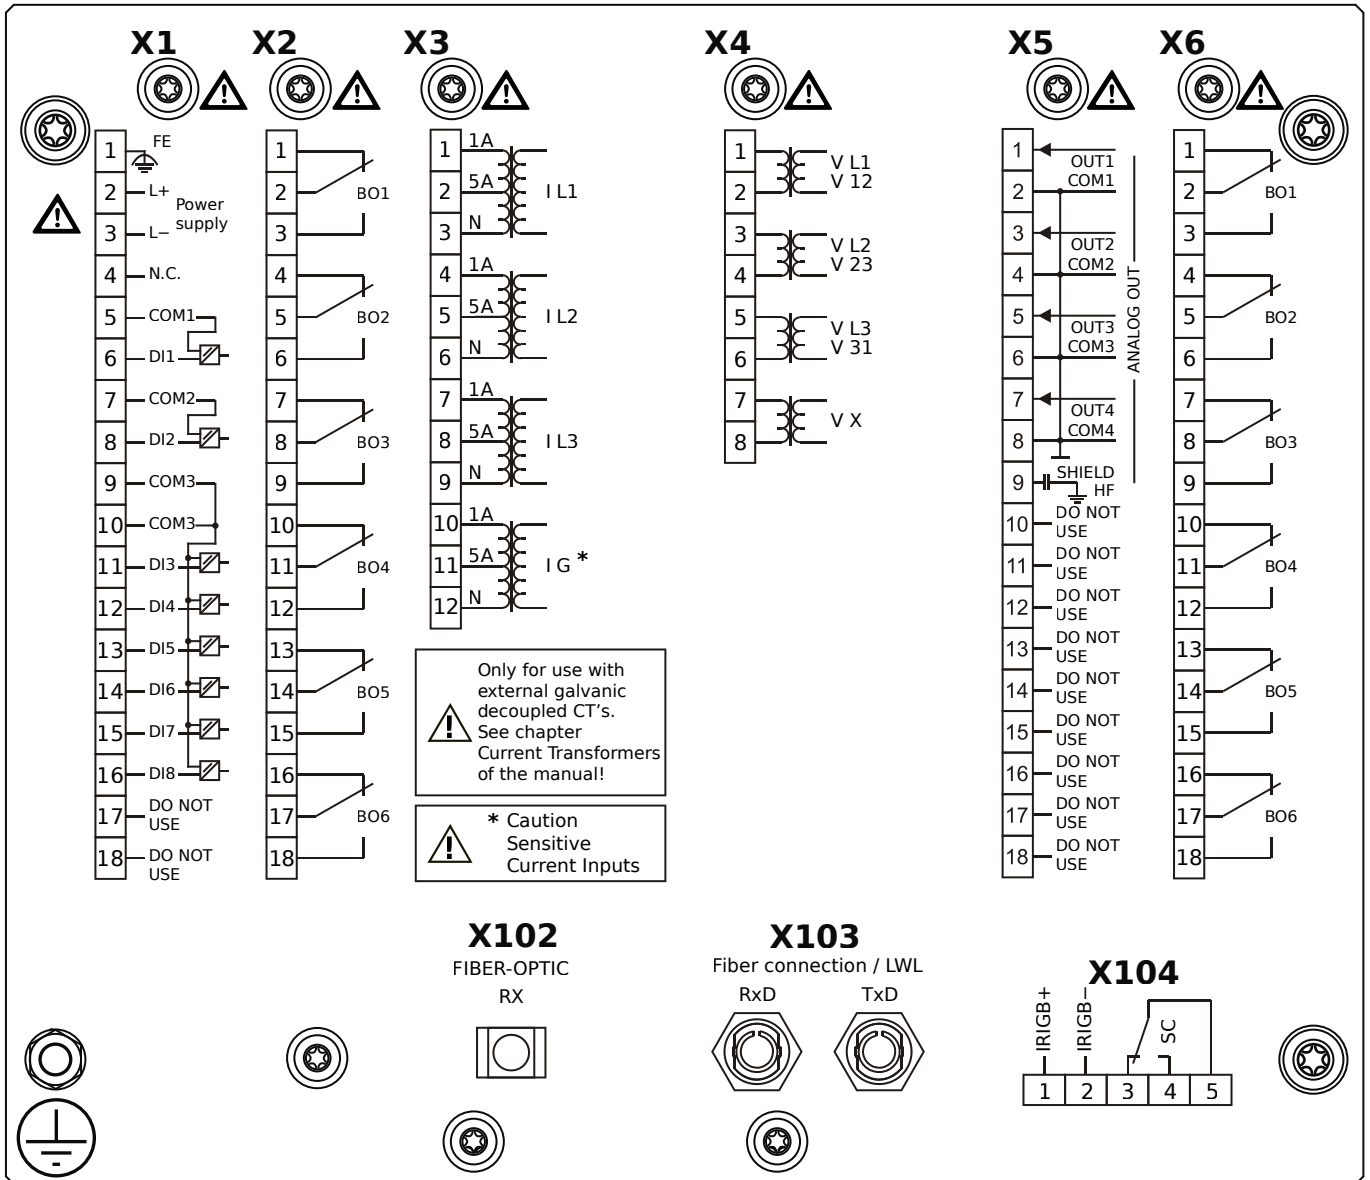 X1 X2 X3 X4 X5 X6
1 FE
2 L+
Power
supply
3 L−
4 N.C.
5 COM1
6 DI1
7 COM2
8 DI2
9 COM3
10 COM3
11 DI3
12 DI4
13 DI5
14 DI6
15 DI7
16 DI8
17 DO NOT
USE
18 DO NOT
USE
1
2 BO1
3
4
5 BO2
6
7
8 BO3
9
10
11 BO4
12
13
14 BO5
15
16
17 BO6
18
1 1A
2 5A I L1
3 N
4 1A
5 5A I L2
6 N
7 1A
8 5A I L3
9 N
10 1A
11 5A I G *
12 N
Only for use with
external galvanic
decoupled CT's.
See chapter
Current Transformers
of the manual!
* Caution
Sensitive
Current Inputs
1 V L1
2 V 12
3 V L2
4 V 23
5 V L3
6 V 31
7
V X
8
1 OUT1
2 COM1
3 OUT2
4 COM2
5 OUT3
6 COM3
7 OUT4
8 COM4
ANALOG OUT
9 SHIELD
HF
10 DO NOT
USE
11 DO NOT
USE
12 DO NOT
USE
13 DO NOT
USE
14 DO NOT
USE
15 DO NOT
USE
16 DO NOT
USE
17 DO NOT
USE
18 DO NOT
USE
1
2 BO1
3
4
5 BO2
6
7
8 BO3
9
10
11 BO4
12
13
14 BO5
15
16
17 BO6
18
X102
FIBER-OPTIC
RX
X103
Fiber connection / LWL
RxD TxD
X104
IRIGB+ IRIGB− SC
1 2 3 4 5